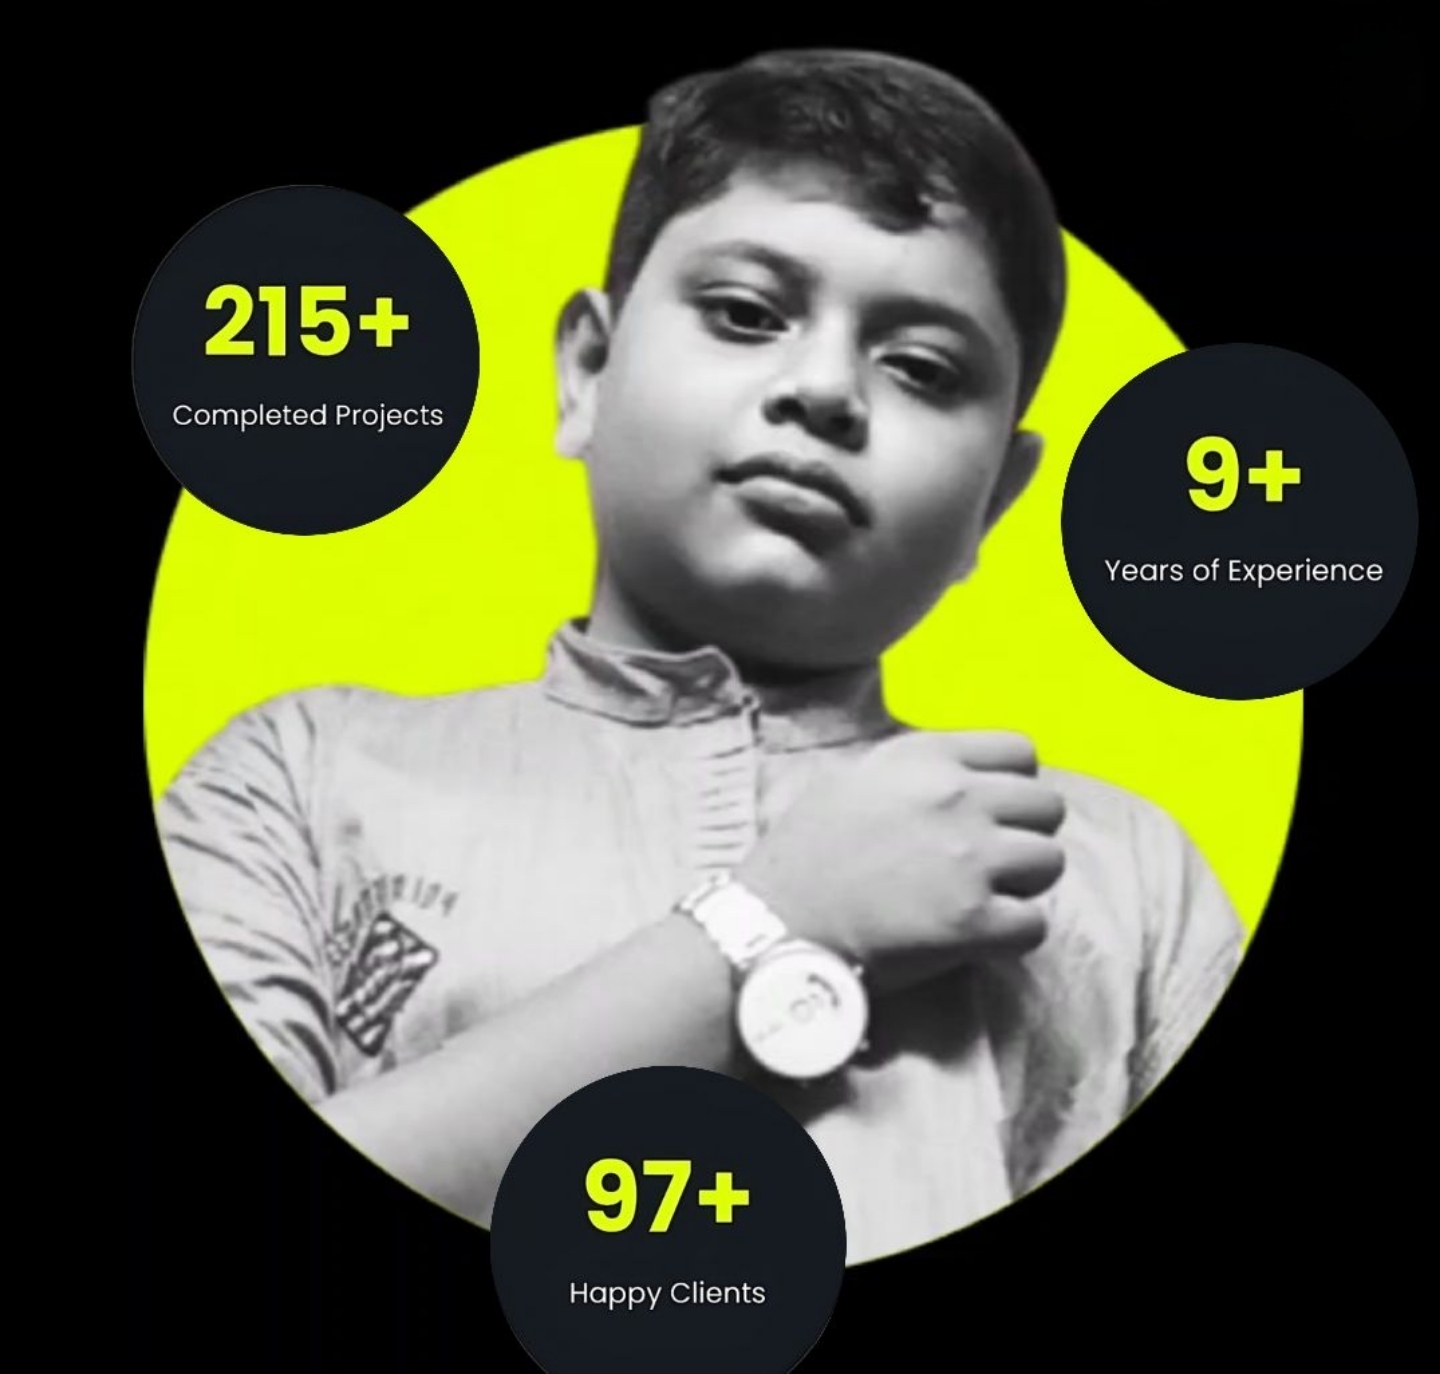 215+
Completed Projects
9+
Years of Experience
97+
Happy Clients